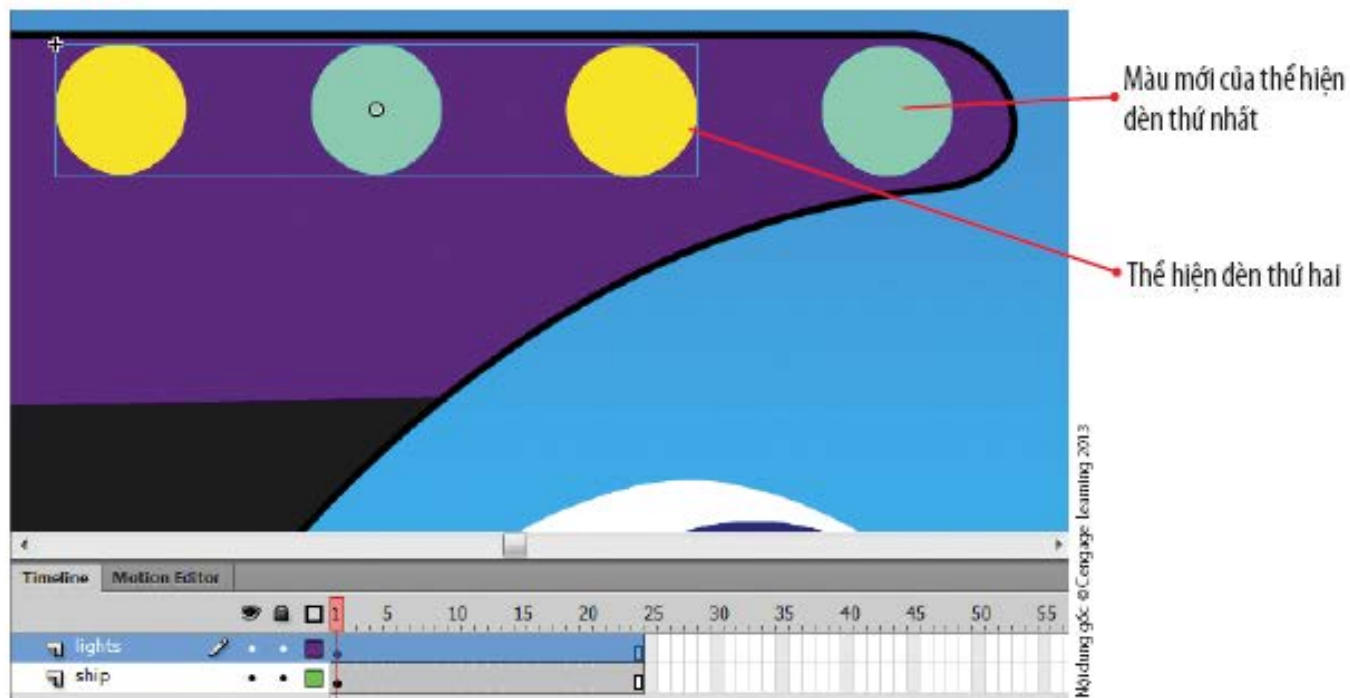 Màu mới của thể hiện
đèn thứ nhất
Thể hiện đèn thứ hai
Nội dung gốc ©Cengage Learning 2013
Timeline Motion Editor
1 5 10 15 20 25 30 35 40 45 50 55
lights
ship